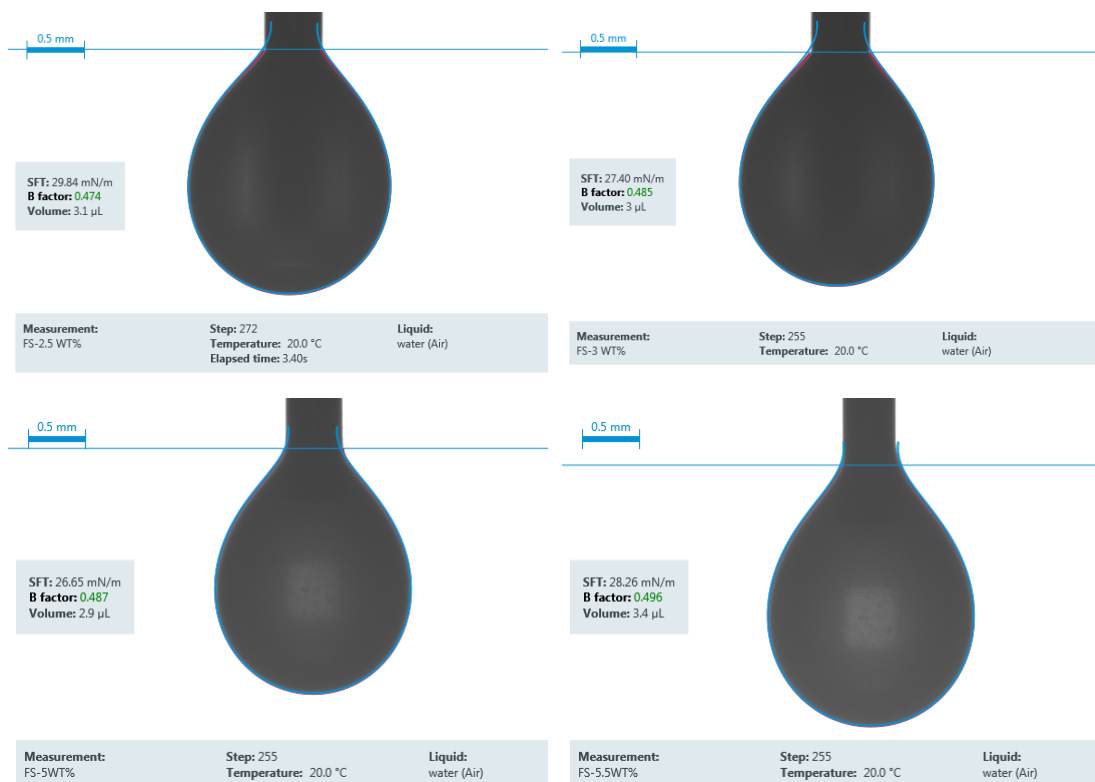 0.5 mm
SFT: 29.84 mN/m
B factor: 0.474
Volume: 3.1 µL
Measurement:
FS-2.5 WT%
Step: 272
Temperature: 20.0 °C
Elapsed time: 3.40s
Liquid:
water (Air)
0.5 mm
SFT: 27.40 mN/m
B factor: 0.485
Volume: 3 µL
Measurement:
FS-3 WT%
Step: 255
Temperature: 20.0 °C
Liquid:
water (Air)
0.5 mm
SFT: 26.65 mN/m
B factor: 0.487
Volume: 2.9 µL
Measurement:
FS-5WT%
Step: 255
Temperature: 20.0 °C
Liquid:
water (Air)
0.5 mm
SFT: 28.26 mN/m
B factor: 0.496
Volume: 3.4 µL
Measurement:
FS-5.5WT%
Step: 255
Temperature: 20.0 °C
Liquid:
water (Air)